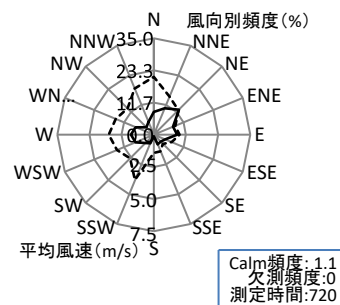 N
風向別頻度(%)
NNW
35.0
NNE
NW
23.3
NE
WN...
11.7
ENE
W
0.0
E
WSW
2.5
ESE
SW
5.0
SE
SSW
7.5
SSE
平均風速(m/s)
S
Calm頻度: 1.1
欠測頻度:0
測定時間:720